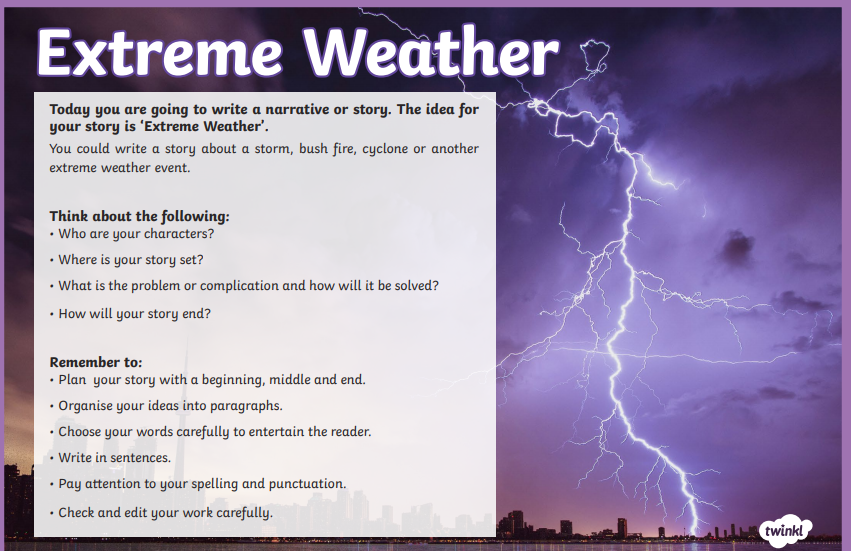 Extreme Weather
Today you are going to write a narrative or story. The idea for
your story is ‘Extreme Weather’.
You could write a story about a storm, bush fire, cyclone or another
extreme weather event.
Think about the following:
• Who are your characters?
• Where is your story set?
• What is the problem or complication and how will it be solved?
• How will your story end?
Remember to:
• Plan your story with a beginning, middle and end.
• Organise your ideas into paragraphs.
• Choose your words carefully to entertain the reader.
• Write in sentences.
• Pay attention to your spelling and punctuation.
• Check and edit your work carefully.
twinkl